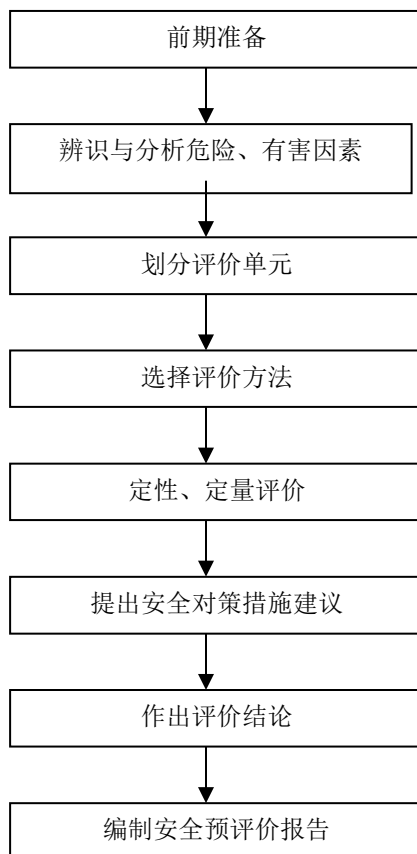 前期准备
辨识与分析危险、有害因素
划分评价单元
选择评价方法
定性、定量评价
提出安全对策措施建议
作出评价结论
编制安全预评价报告